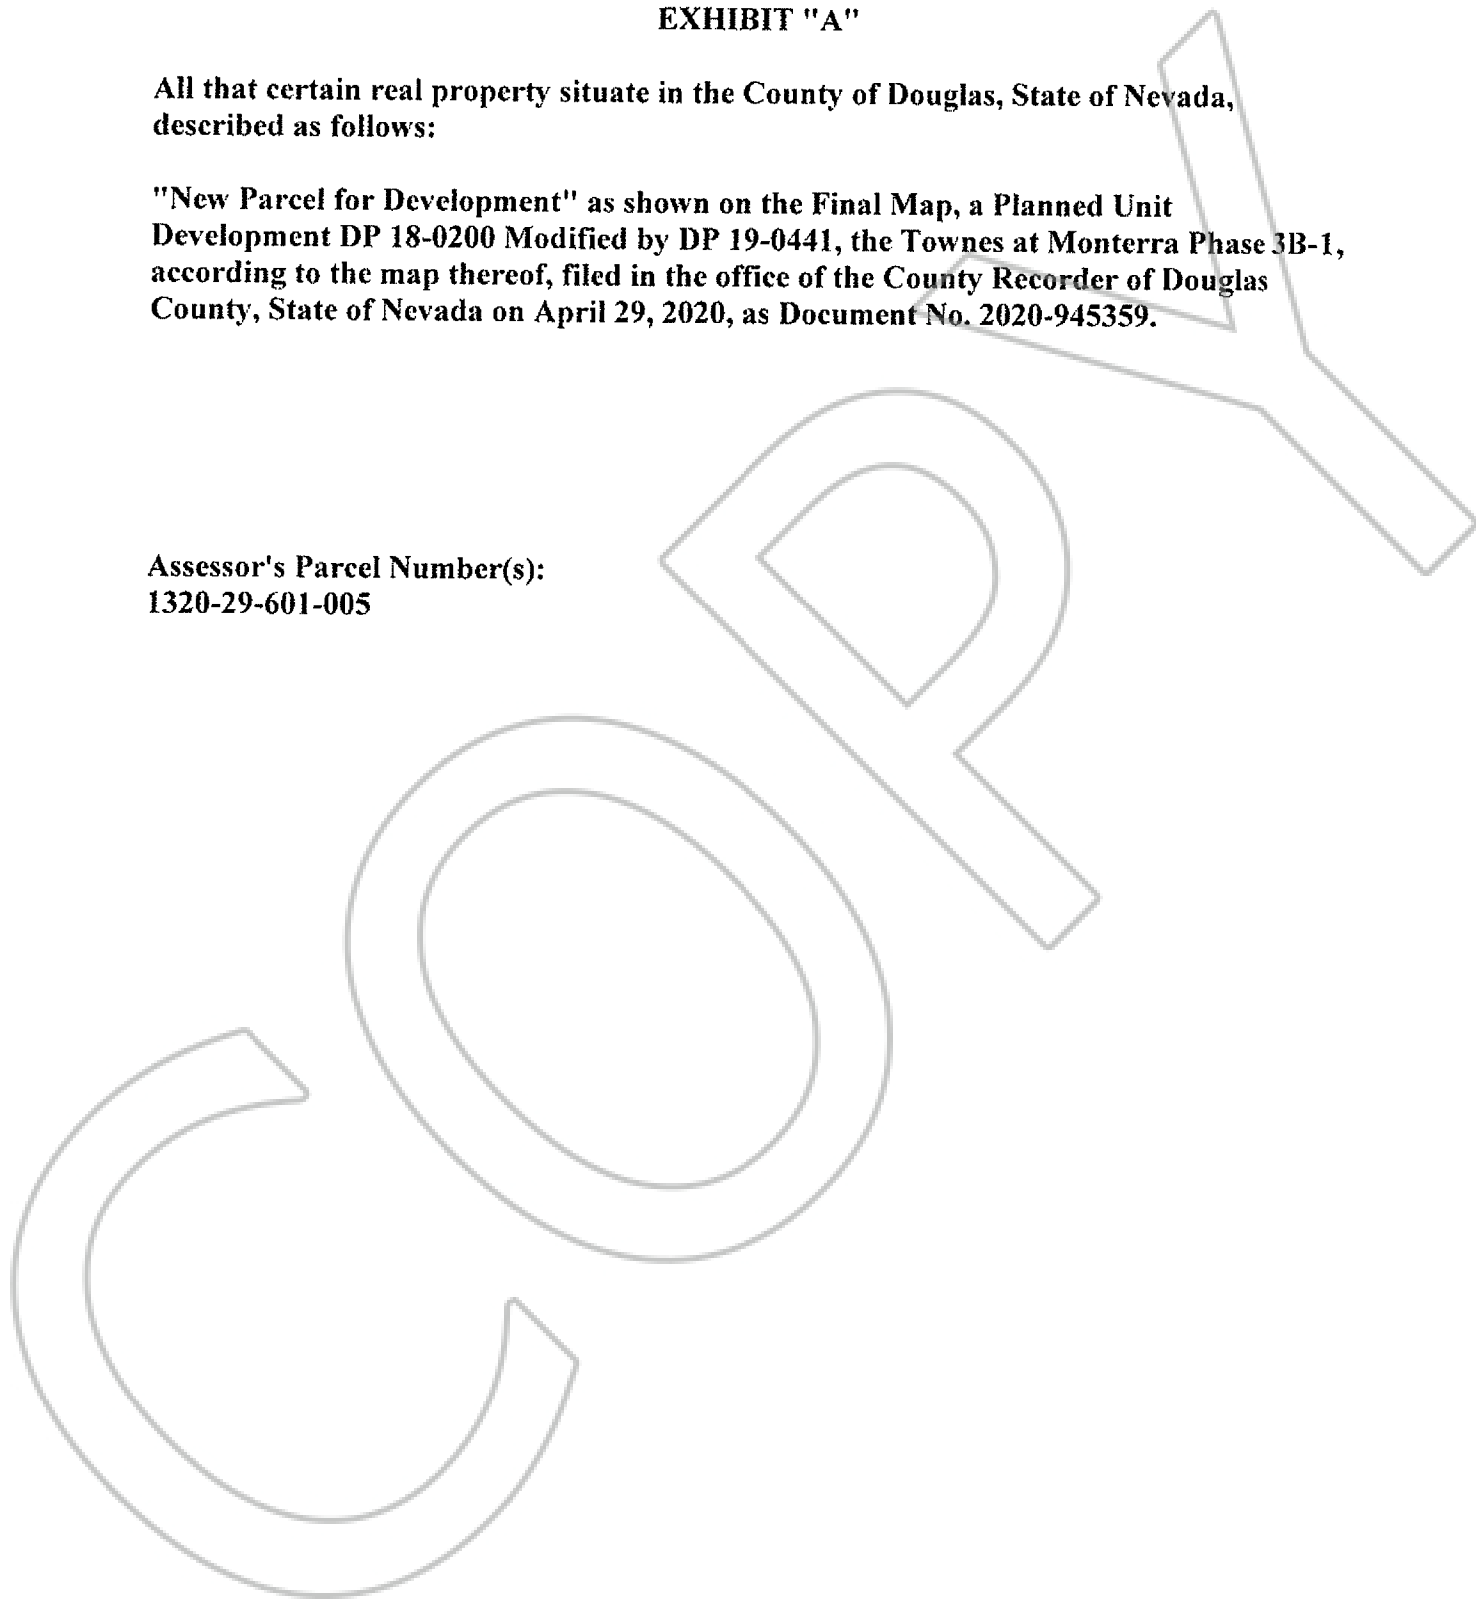 EXHIBIT "A"
All that certain real property situate in the County of Douglas, State of Nevada,
described as follows:
"New Parcel for Development" as shown on the Final Map, a Planned Unit
Development DP 18-0200 Modified by DP 19-0441, the Townes at Monterra Phase 3B-1,
according to the map thereof, filed in the office of the County Recorder of Douglas
County, State of Nevada on April 29, 2020, as Document No. 2020-945359.
Assessor's Parcel Number(s):
1320-29-601-005
COPY